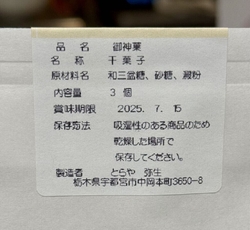 品名 御神菓
名称 干菓子
原材料名 和三盆糖、砂糖、澱粉
内容量 3個
賞味期限 2025. 7. 15
保存方法 吸湿性のある商品のため
乾燥した場所で
保存してください。
製造者 とらや 弥生
栃木県宇都宮市中岡本町3650-8